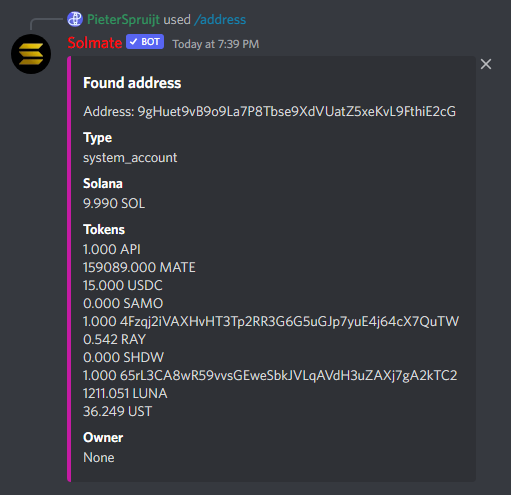 PieterSpruijt used /address
Solmate ✓ BOT Today at 7:39 PM
Found address
Address: 9gHuet9vB9o9La7P8Tbse9XdVUatZ5xeKvL9FthiE2cG
Type
system_account
Solana
9.990 SOL
Tokens
1.000 API
159089.000 MATE
15.000 USDC
0.000 SAMO
1.000 4Fzqj2iVAXHvHT3Tp2RR3G6G5uGJp7yuE4j64cX7QuTW
0.542 RAY
0.000 SHDW
1.000 65rL3CA8wR59vvsGEweSbkJVLqAVdH3uZAXj7gA2kTC2
1211.051 LUNA
36.249 UST
Owner
None